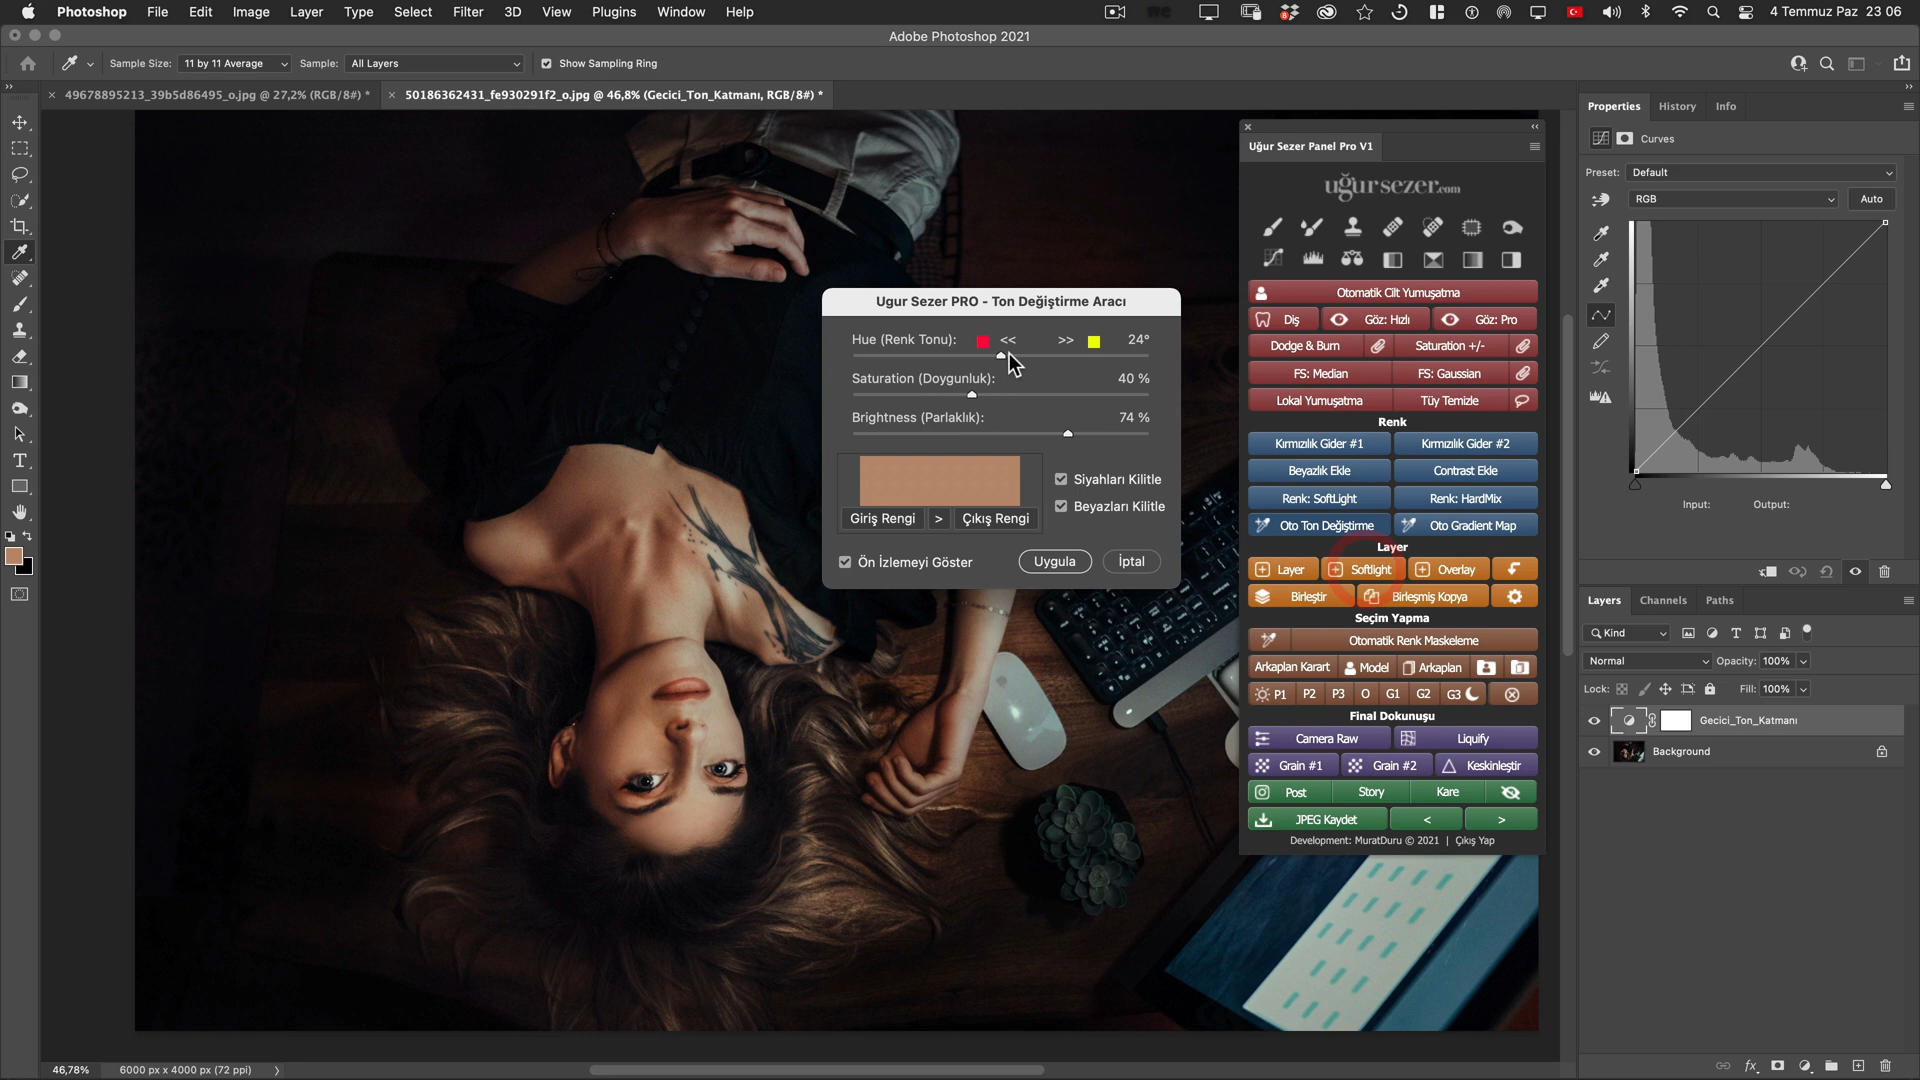 Photoshop File Edit Image Layer Type Select Filter 3D View Plugins Window Help 4 Temmuz Paz 23 06
Adobe Photoshop 2021
Sample Size: 11 by 11 Average Sample: All Layers Show Sampling Ring
49678895213_39b5d86495_o.jpg @ 27,2% (RGB/8#) * 50186362431_fe930291f2_o.jpg @ 46,8% (Gecici_Ton_Katmanı, RGB/8#) *
Uğur Sezer Panel Pro V1
uğursezer.com
Otomatik Cilt Yumuşatma
Diş Göz: Hızlı Göz: Pro
Dodge & Burn Saturation +/-
FS: Median FS: Gaussian
Lokal Yumuşatma Tüy Temizle
Renk
Kırmızılık Gider #1 Kırmızılık Gider #2
Beyazlık Ekle Contrast Ekle
Renk: SoftLight Renk: HardMix
Oto Ton Değiştirme Oto Gradient Map
Layer
Layer Softlight Overlay
Birleştir Birleşmiş Kopya
Seçim Yapma
Otomatik Renk Maskeleme
Arkaplan Karart Model Arkaplan
P1 P2 P3 O G1 G2 G3
Final Dokunuşu
Camera Raw Liquify
Grain #1 Grain #2 Keskinleştir
Post Story Kare
JPEG Kaydet < >
Development: MuratDuru © 2021 | Çıkış Yap
Ugur Sezer PRO - Ton Değiştirme Aracı
Hue (Renk Tonu): << >> 24°
Saturation (Doygunluk): 40 %
Brightness (Parlaklık): 74 %
Siyahları Kilitle
Beyazları Kilitle
Giriş Rengi > Çıkış Rengi
Ön İzlemeyi Göster Uygula İptal
Properties History Info
Curves
Preset: Default
RGB Auto
Input: Output:
Layers Channels Paths
Kind
Normal Opacity: 100%
Lock: Fill: 100%
Gecici_Ton_Katmanı
Background
46,78% 6000 px x 4000 px (72 ppi)